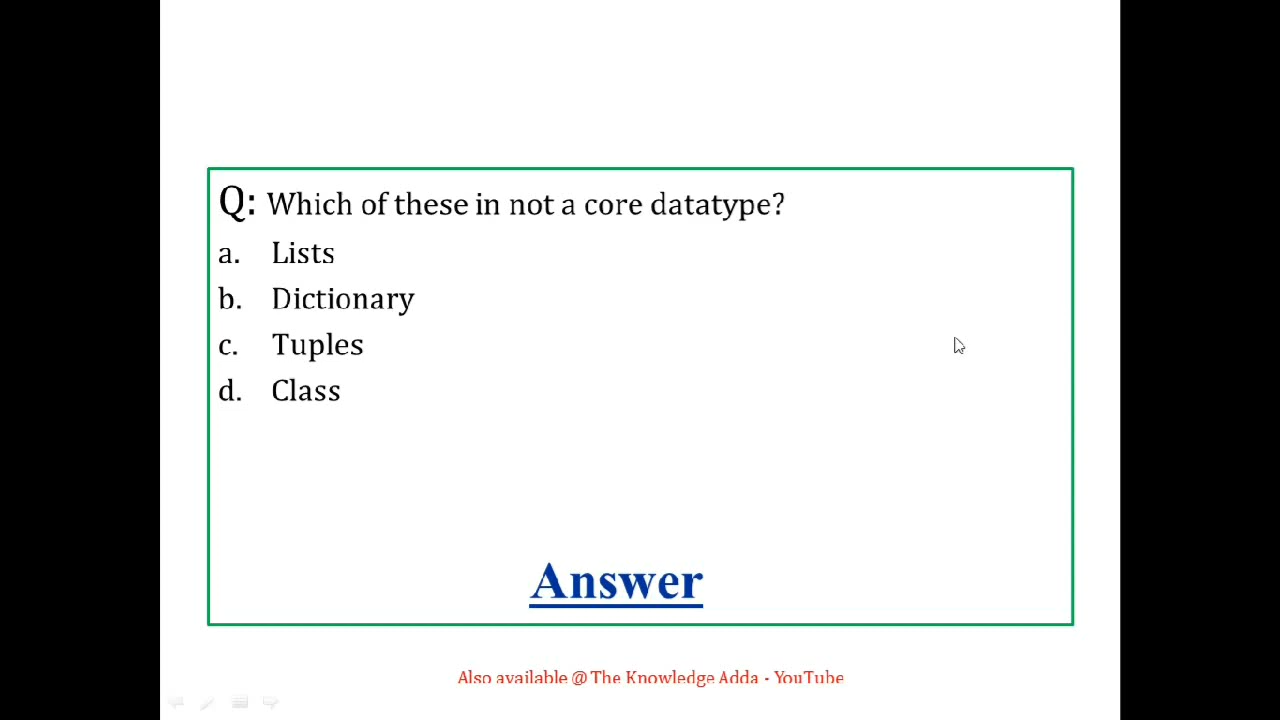 Q: Which of these in not a core datatype?
a. Lists
b. Dictionary
c. Tuples
d. Class
Answer
Also available @ The Knowledge Adda - YouTube